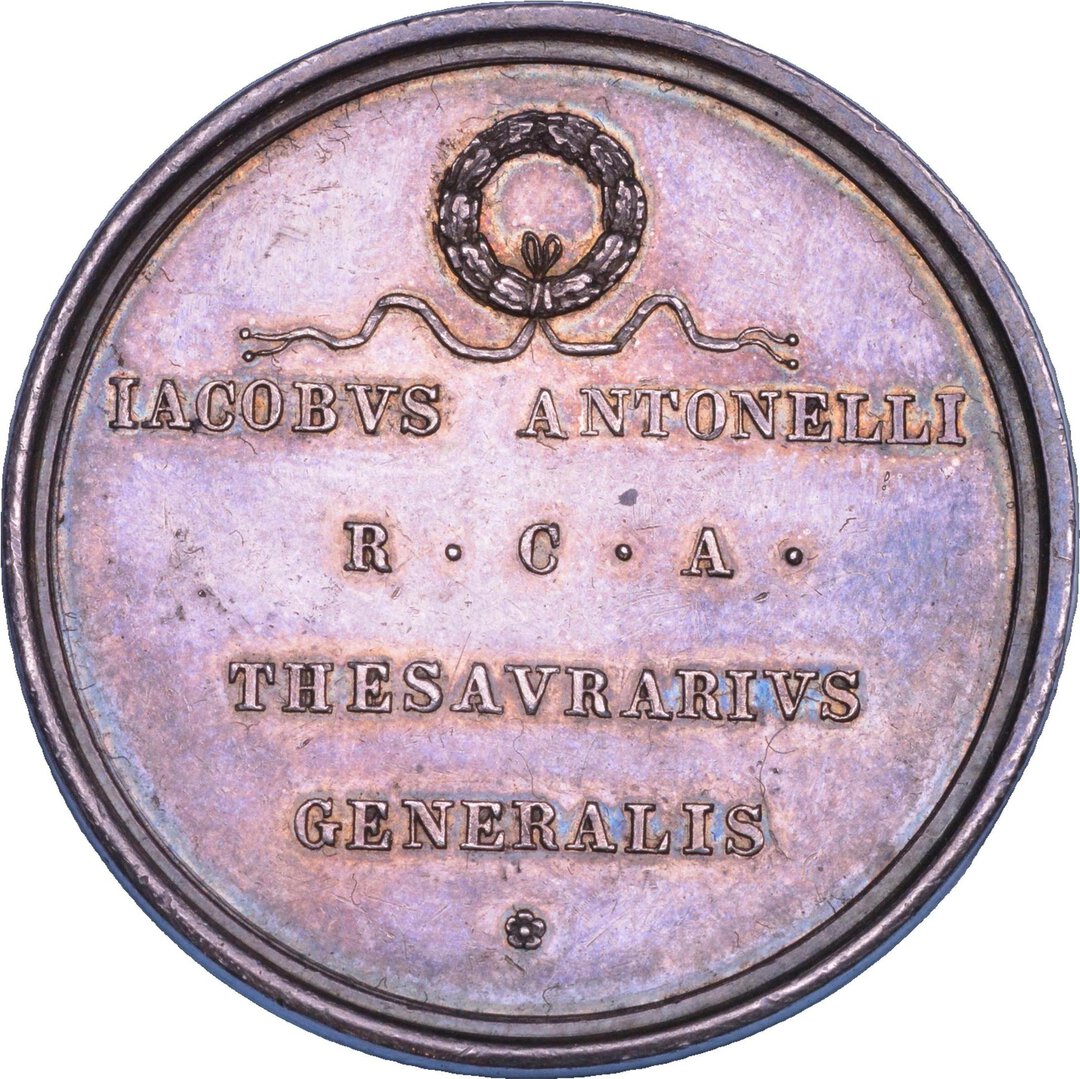 IACOBVS ANTONELLI
R · C · A ·
THESAVRARIVS
GENERALIS